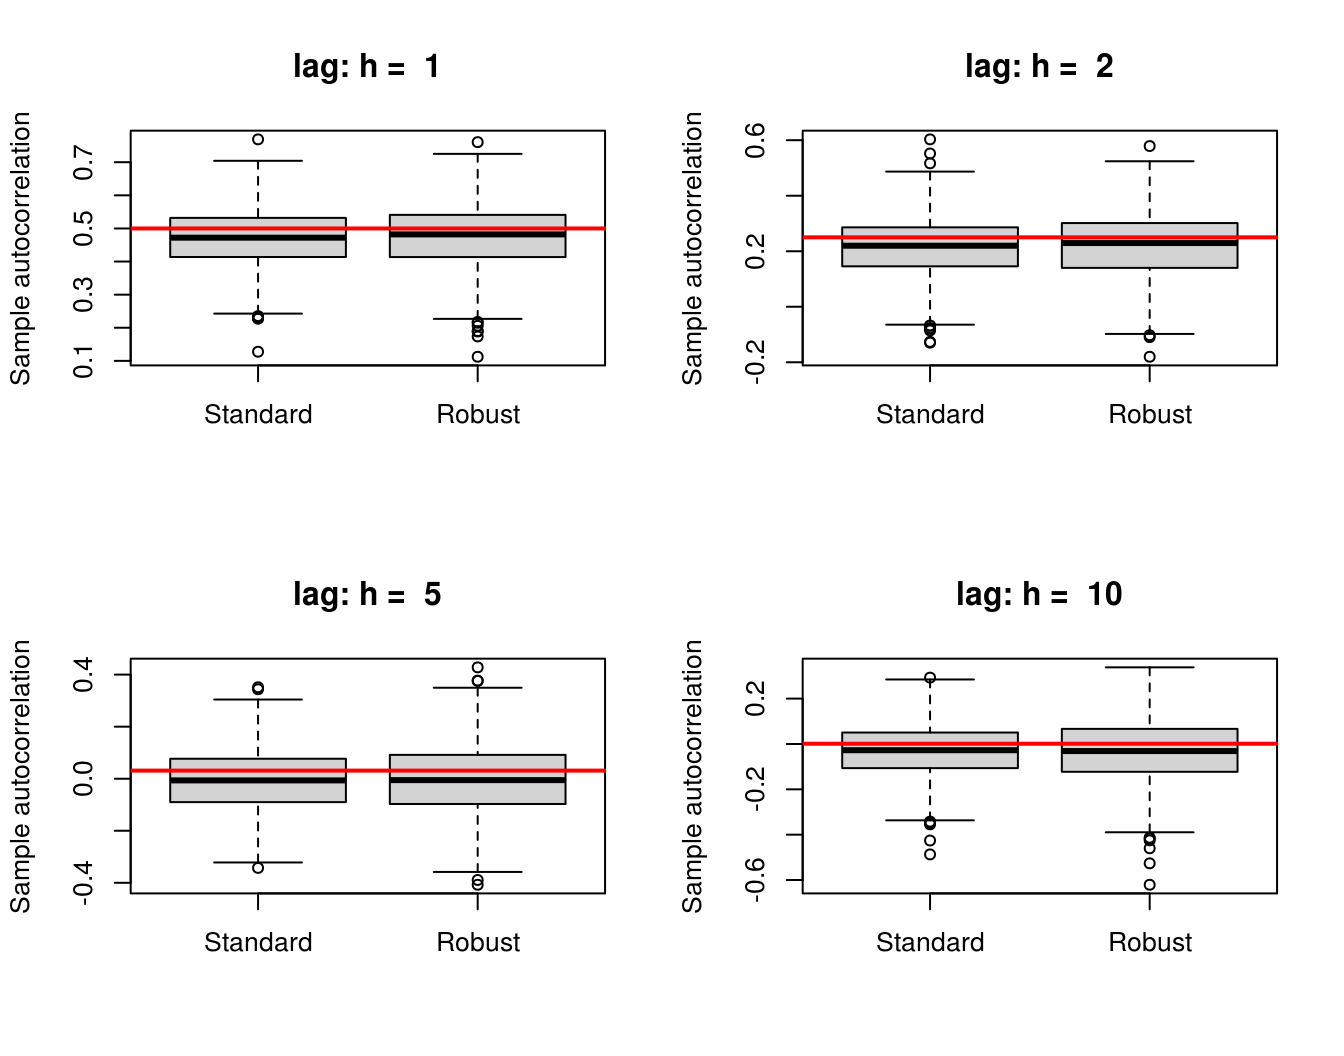 lag: h = 1
Sample autocorrelation
0.7
0.5
0.3
0.1
Standard Robust
lag: h = 2
Sample autocorrelation
0.6
0.2
-0.2
Standard Robust
lag: h = 5
Sample autocorrelation
0.4
0.0
-0.4
Standard Robust
lag: h = 10
Sample autocorrelation
0.2
-0.2
-0.6
Standard Robust